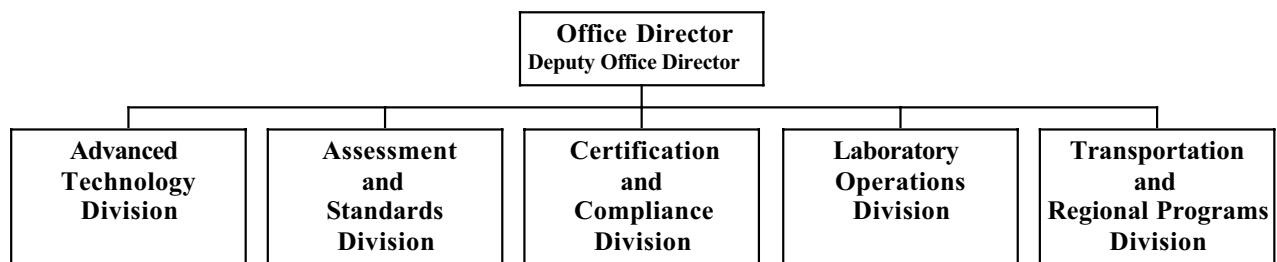 Office Director
Deputy Office Director
Advanced
Technology
Division
Assessment
and
Standards
Division
Certification
and
Compliance
Division
Laboratory
Operations
Division
Transportation
and
Regional Programs
Division